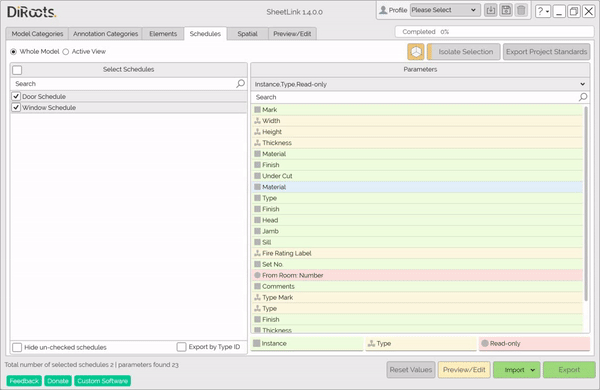 DiRoots.
SheetLink 1.4.0.0
Profile
Please Select
?
Completed 0%
Model Categories
Annotation Categories
Elements
Schedules
Spatial
Preview/Edit
Whole Model
Active View
Isolate Selection
Export Project Standards
Select Schedules
Search
Door Schedule
Window Schedule
Hide un-checked schedules
Export by Type ID
Parameters
Instance,Type,Read-only
Search
Mark
Width
Height
Thickness
Material
Finish
Under Cut
Material
Type
Finish
Head
Jamb
Sill
Fire Rating Label
Set No.
From Room: Number
Comments
Type Mark
Type
Finish
Thickness
Instance
Type
Read-only
Total number of selected schedules 2 | parameters found 23
Reset Values
Preview/Edit
Import
Export
Feedback
Donate
Custom Software